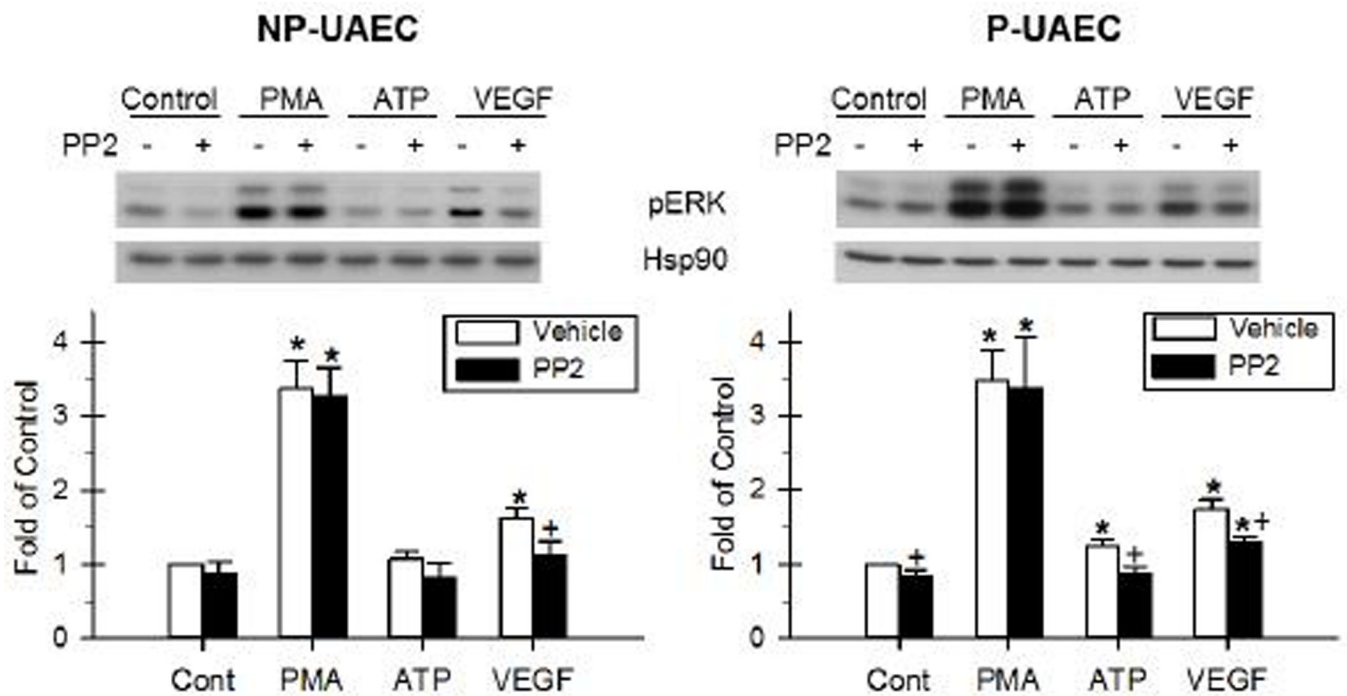 NP-UAEC
Control PMA ATP VEGF
PP2 - + - + - + - +
P-UAEC
Control PMA ATP VEGF
PP2 - + - + - + - +
pERK
Hsp90
Fold of Control
4
3
2
1
0
Vehicle
PP2
* *
* +
Cont PMA ATP VEGF
Fold of Control
4
3
2
1
0
Vehicle
PP2
+
* *
* +
* *+
Cont PMA ATP VEGF